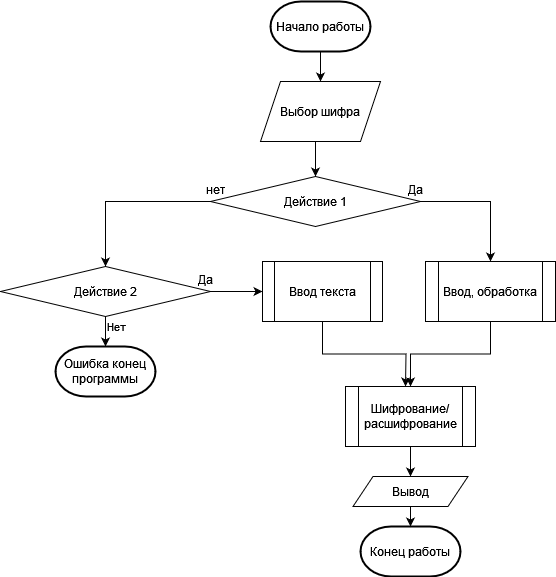 Начало работы
Выбор шифра
нет
Да
Действие 1
Действие 2
Да
Ввод текста
Ввод, обработка
Нет
Ошибка конец
программы
Шифрование/
расшифрование
Вывод
Конец работы